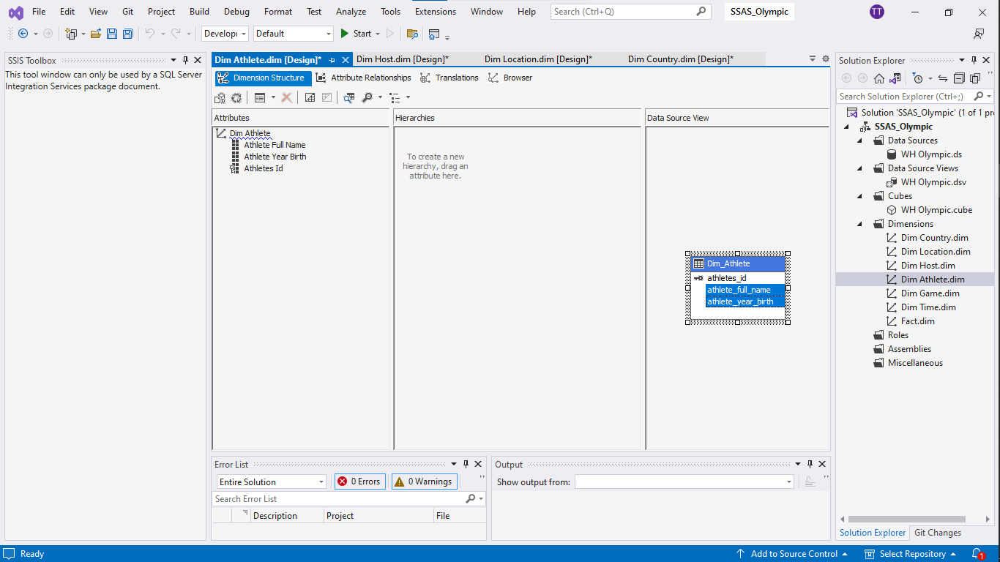 File Edit View Git Project Build Debug Format Test Analyze Tools Extensions Window Help Search (Ctrl+Q) SSAS_Olympic TT
Develop Default Start
SSIS Toolbox
This tool window can only be used by a SQL Server
Integration Services package document.
Dim Athlete.dim [Design]* Dim Host.dim [Design]* Dim Location.dim [Design]* Dim Country.dim [Design]*
Dimension Structure Attribute Relationships Translations Browser
Attributes
Dim Athlete
Athlete Full Name
Athlete Year Birth
Athletes Id
Hierarchies
To create a new
hierarchy, drag an
attribute here.
Data Source View
Dim_Athlete
athletes_id
athlete_full_name
athlete_year_birth
Error List
Entire Solution 0 Errors 0 Warnings
Search Error List
Description Project File
Output
Show output from:
Solution Explorer
Search Solution Explorer (Ctrl+;)
Solution 'SSAS_Olympic' (1 of 1 pr
SSAS_Olympic
Data Sources
WH Olympic.ds
Data Source Views
WH Olympic.dsv
Cubes
WH Olympic.cube
Dimensions
Dim Country.dim
Dim Location.dim
Dim Host.dim
Dim Athlete.dim
Dim Game.dim
Dim Time.dim
Fact.dim
Roles
Assemblies
Miscellaneous
Solution Explorer Git Changes
Ready Add to Source Control Select Repository 1